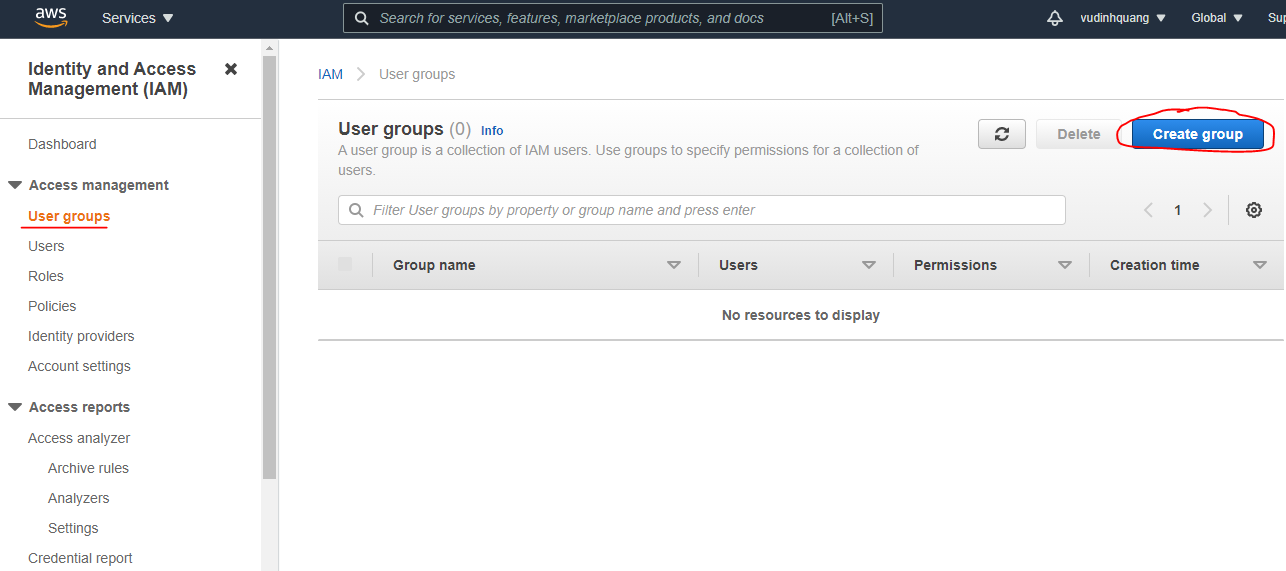 aws Services Search for services, features, marketplace products, and docs [Alt+S] vudinhquang Global Sup
Identity and Access
Management (IAM)
Dashboard
Access management
User groups
Users
Roles
Policies
Identity providers
Account settings
Access reports
Access analyzer
Archive rules
Analyzers
Settings
Credential report
IAM User groups
User groups (0) Info
A user group is a collection of IAM users. Use groups to specify permissions for a collection of
users.
Delete Create group
Filter User groups by property or group name and press enter 1
Group name Users Permissions Creation time
No resources to display